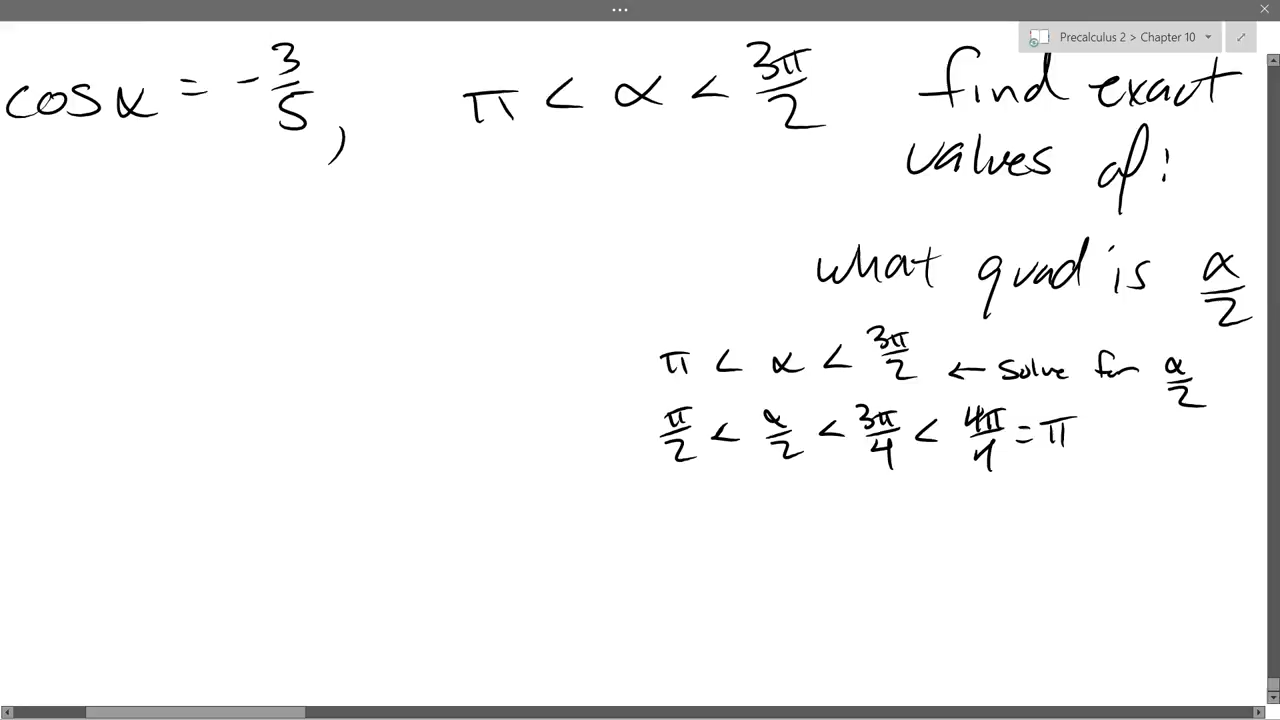 Precalculus 2 > Chapter 10
cos α = -3/5, π < α < 3π/2 find exact
values of:
what quad is α/2
π < α < 3π/2 ← Solve for α/2
π/2 < α/2 < 3π/4 < 4π/4 = π